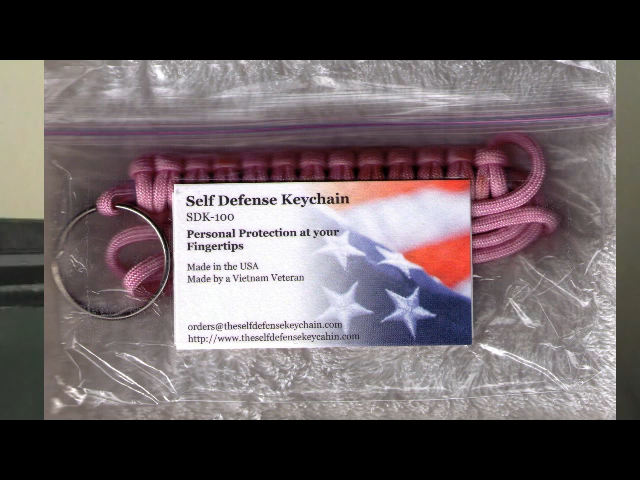 Self Defense Keychain
SDK-100
Personal Protection at your
Fingertips
Made in the USA
Made by a Vietnam Veteran
orders@theselfdefensekeychain.com
http://www.theselfdefensekeycahin.com